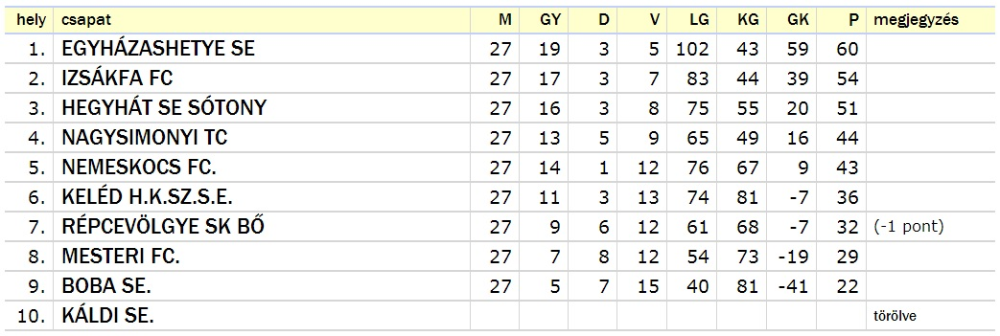 hely csapat M GY D V LG KG GK P megjegyzés
1. EGYHÁZASHETYE SE 27 19 3 5 102 43 59 60
2. IZSÁKFA FC 27 17 3 7 83 44 39 54
3. HEGYHÁT SE SÓTONY 27 16 3 8 75 55 20 51
4. NAGYSIMONYI TC 27 13 5 9 65 49 16 44
5. NEMESKOCS FC. 27 14 1 12 76 67 9 43
6. KELÉD H.K.SZ.S.E. 27 11 3 13 74 81 -7 36
7. RÉPCEVÖLGYE SK BŐ 27 9 6 12 61 68 -7 32 (-1 pont)
8. MESTERI FC. 27 7 8 12 54 73 -19 29
9. BOBA SE. 27 5 7 15 40 81 -41 22
10. KÁLDI SE. törölve